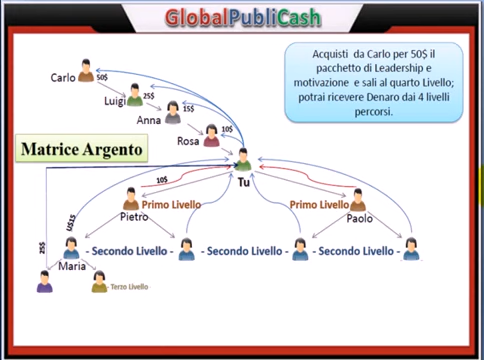 GlobalPubliCash
Acquisti da Carlo per 50$ il
pacchetto di Leadership e
motivazione e sali al quarto Livello;
potrai ricevere Denaro dai 4 livelli
percorsi.
Carlo
50$
Luigi
25$
Anna
15$
Rosa
10$
Matrice Argento
Tu
10$
Primo Livello
Primo Livello
Pietro
Paolo
- Secondo Livello -
- Secondo Livello -
- Secondo Livello -
Maria
25$
- Terzo Livello